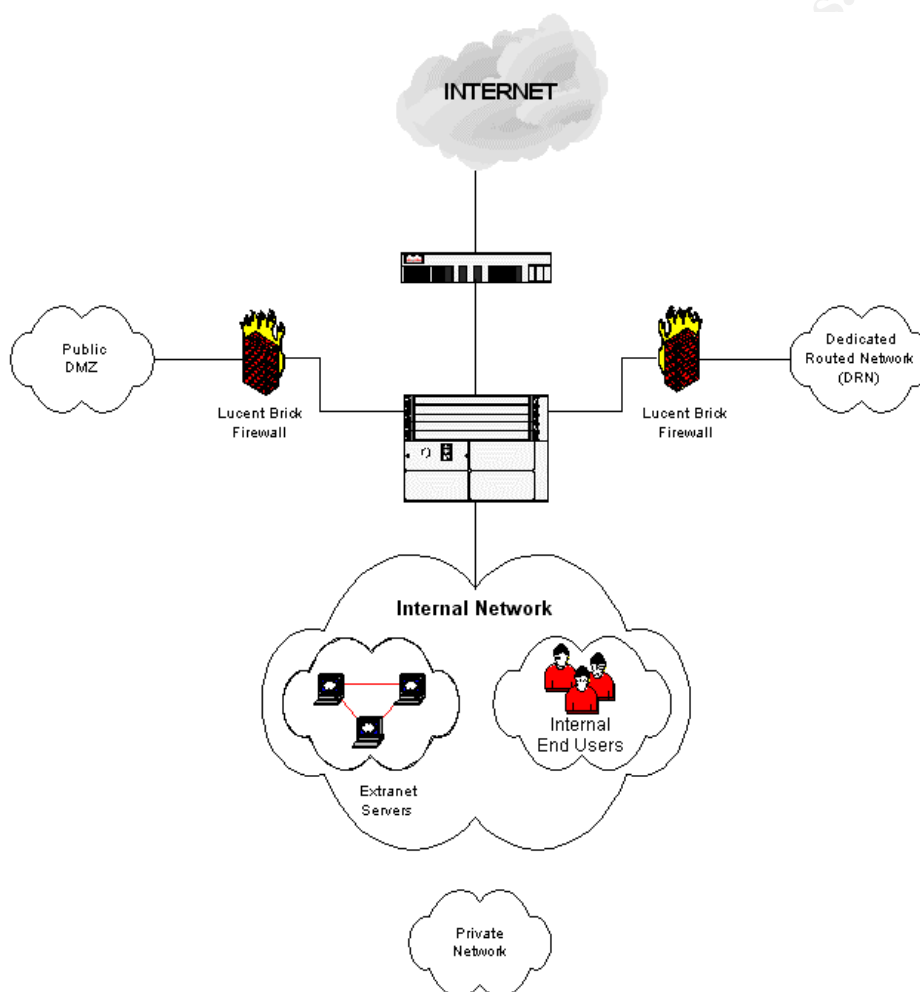 INTERNET
Public
DMZ
Lucent Brick
Firewall
Lucent Brick
Firewall
Dedicated
Routed Network
(DRN)
Internal Network
Extranet
Servers
Internal
End Users
Private
Network